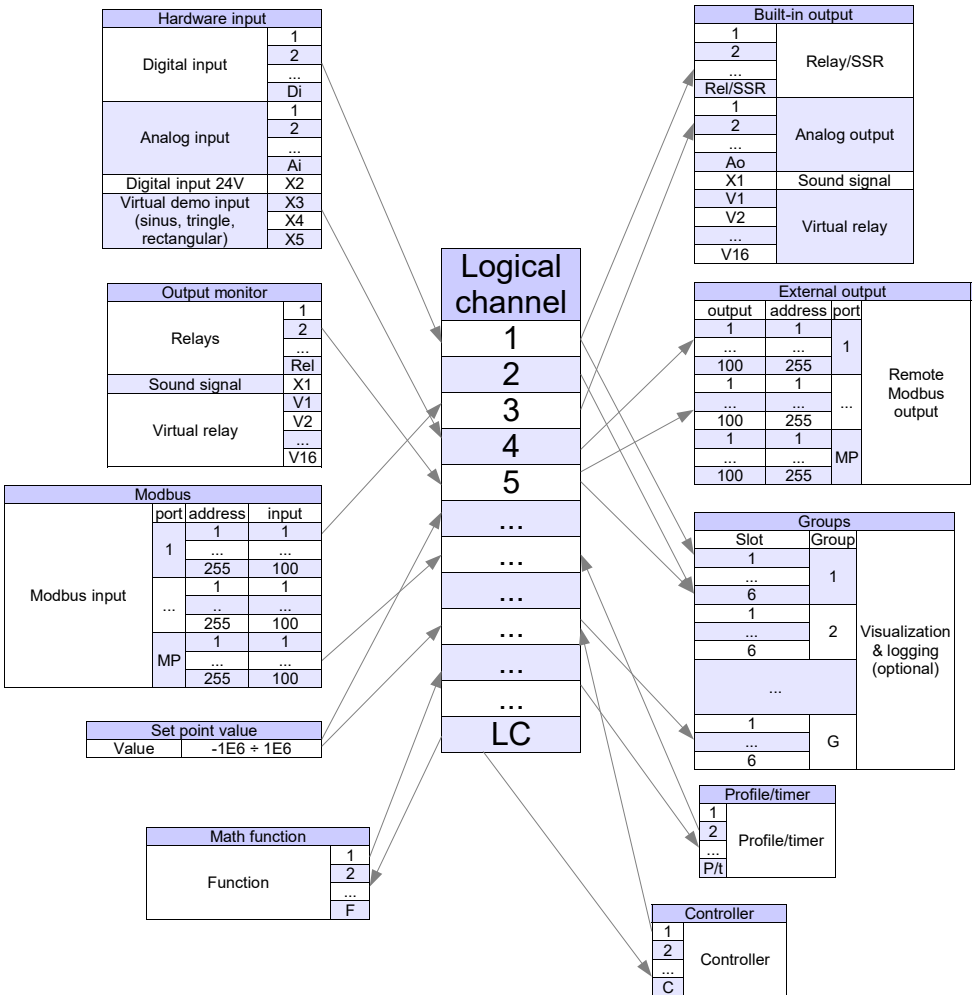 Hardware input
Digital input
1
2
...
Di
Analog input
1
2
...
Ai
Digital input 24V X2
Virtual demo input
(sinus, tringle,
rectangular)
X3
X4
X5
Output monitor
Relays
1
2
...
Rel
Sound signal X1
Virtual relay
V1
V2
...
V16
Modbus
port address input
Modbus input
1
1 1
... ...
255 100
...
1 1
.. ...
255 100
MP
1 1
... ...
255 100
Set point value
Value -1E6 ÷ 1E6
Math function
Function
1
2
...
F
Logical
channel
1
2
3
4
5
...
...
...
...
...
...
LC
Built-in output
1
2
...
Rel/SSR
Relay/SSR
1
2
...
Ao
Analog output
X1 Sound signal
V1
V2
...
V16
Virtual relay
External output
output address port
1 1
... ...
100 255
1
1 1
... ...
100 255
...
1 1
... ...
100 255
MP
Remote
Modbus
output
Groups
Slot Group
1
...
6
1
1
...
6
2
...
1
...
6
G
Visualization
& logging
(optional)
Profile/timer
1
2
...
P/t
Profile/timer
Controller
1
2
...
C
Controller